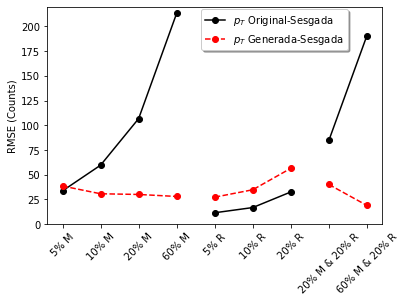 p_T Original-Sesgada
p_T Generada-Sesgada
RMSE (Counts)
200
175
150
125
100
75
50
25
0
5% M
10% M
20% M
60% M
5% R
10% R
20% R
20% M & 20% R
60% M & 20% R